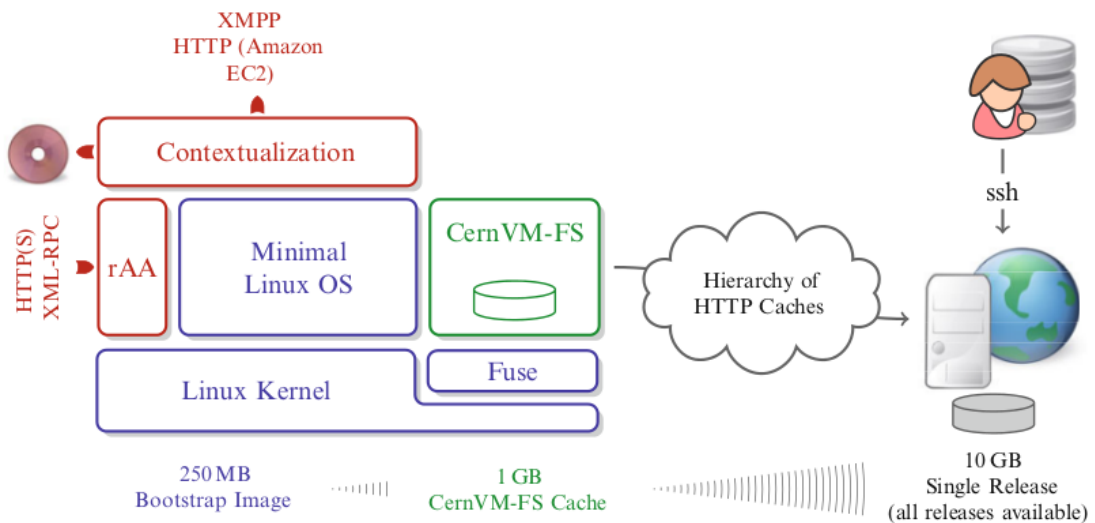 XMPP
HTTP (Amazon
EC2)
Contextualization
HTTP(S)
XML-RPC
rAA
Minimal
Linux OS
CernVM-FS
Linux Kernel
Fuse
Hierarchy of
HTTP Caches
ssh
250 MB
Bootstrap Image
1 GB
CernVM-FS Cache
10 GB
Single Release
(all releases available)